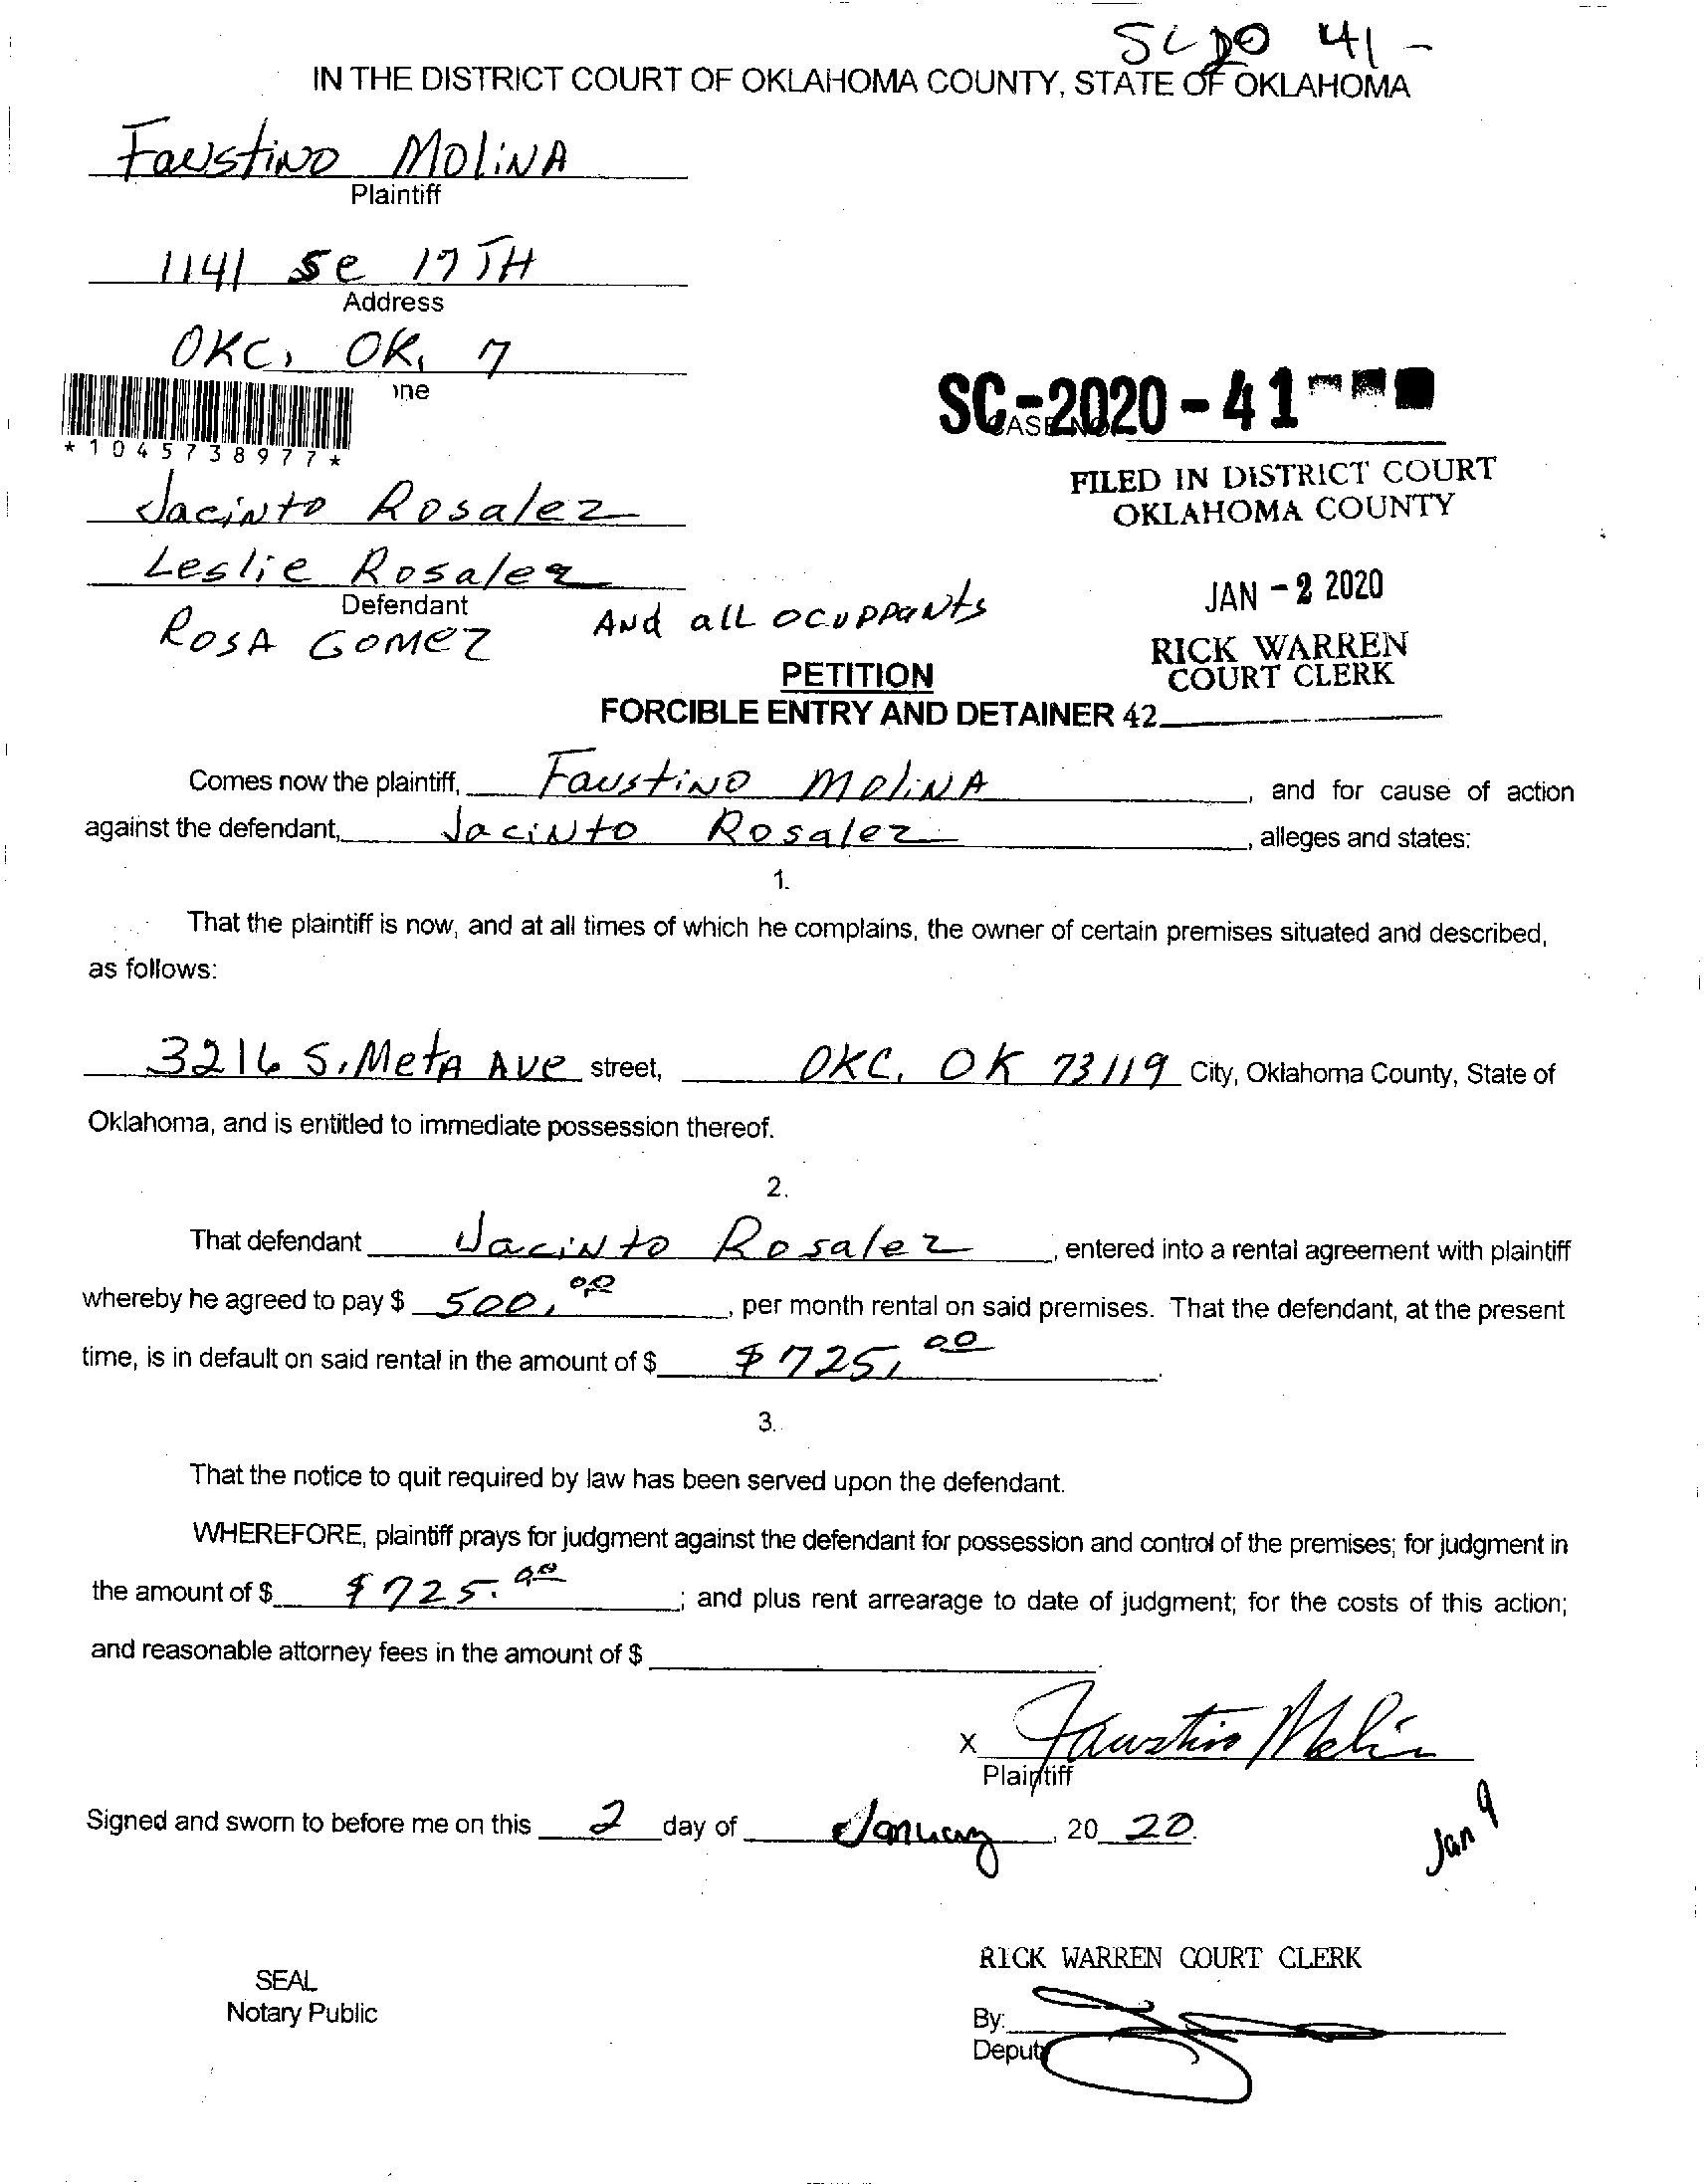 SC 20 41 -
IN THE DISTRICT COURT OF OKLAHOMA COUNTY, STATE OF OKLAHOMA
Faustino Molina
Plaintiff
1141 Se 17 TH
Address
OKC, OK, 7
ne
SC-2020-41
CASE NO.
*1045738977*
FILED IN DISTRICT COURT
OKLAHOMA COUNTY
Jacinto Rosalez
Leslie Rosalez
Defendant
Rosa Gomez And all ocuppants
JAN - 2 2020
RICK WARREN
COURT CLERK
PETITION
FORCIBLE ENTRY AND DETAINER 42
Comes now the plaintiff, Faustino Molina, and for cause of action
against the defendant, Jacinto Rosalez, alleges and states:
1.
That the plaintiff is now, and at all times of which he complains, the owner of certain premises situated and described,
as follows:
3216 S. Meta Ave street, OKC, OK 73119 City, Oklahoma County, State of
Oklahoma, and is entitled to immediate possession thereof.
2.
That defendant Jacinto Rosalez, entered into a rental agreement with plaintiff
whereby he agreed to pay $ 500.00, per month rental on said premises. That the defendant, at the present
time, is in default on said rental in the amount of $ $725.00.
3.
That the notice to quit required by law has been served upon the defendant.
WHEREFORE, plaintiff prays for judgment against the defendant for possession and control of the premises; for judgment in
the amount of $ $725.00; and plus rent arrearage to date of judgment; for the costs of this action;
and reasonable attorney fees in the amount of $
X Faustino Molina
Plaintiff
Signed and sworn to before me on this 2 day of January, 20 20.
Jan 9
RICK WARREN COURT CLERK
SEAL
Notary Public
By:
Deputy